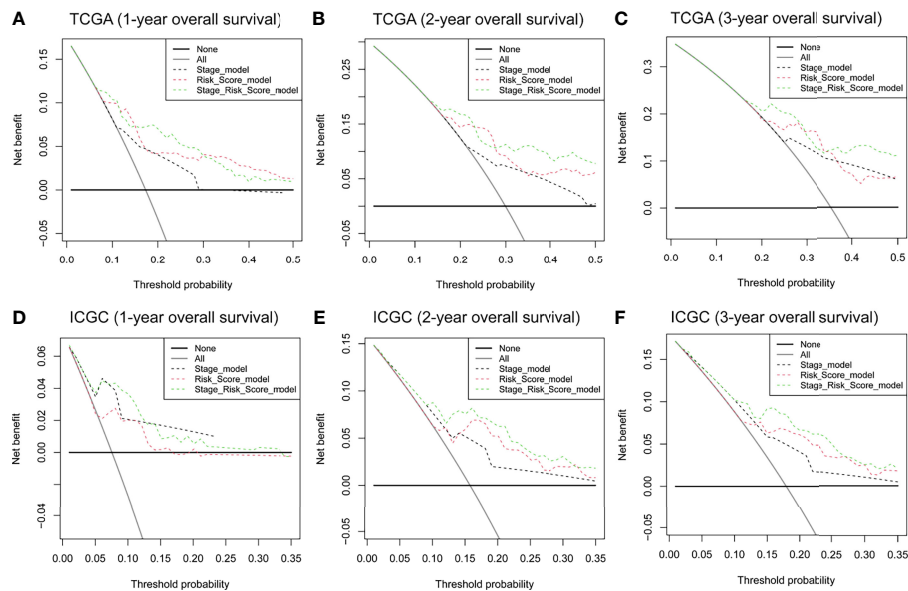 A TCGA (1-year overall survival)
None
All
Stage_model
Risk_Score_model
Stage_Risk_Score_model
Net benefit
0.15
0.10
0.05
0.00
−0.05
0.0 0.1 0.2 0.3 0.4 0.5
Threshold probability
B TCGA (2-year overall survival)
None
All
Stage_model
Risk_Score_model
Stage_Risk_Score_model
Net benefit
0.25
0.15
0.05
−0.05
0.0 0.1 0.2 0.3 0.4 0.5
Threshold probability
C TCGA (3-year overall survival)
None
All
Stage_model
Risk_Score_model
Stage_Risk_Score_model
Net benefit
0.3
0.2
0.1
0.0
0.0 0.1 0.2 0.3 0.4 0.5
Threshold probability
D ICGC (1-year overall survival)
None
All
Stage_model
Risk_Score_model
Stage_Risk_Score_model
Net benefit
0.06
0.04
0.02
0.00
−0.04
0.00 0.05 0.10 0.15 0.20 0.25 0.30 0.35
Threshold probability
E ICGC (2-year overall survival)
None
All
Stage_model
Risk_Score_model
Stage_Risk_Score_model
Net benefit
0.15
0.10
0.05
0.00
−0.05
0.00 0.05 0.10 0.15 0.20 0.25 0.30 0.35
Threshold probability
F ICGC (3-year overall survival)
None
All
Stage_model
Risk_Score_model
Stage_Risk_Score_model
Net benefit
0.15
0.10
0.05
0.00
−0.05
0.00 0.05 0.10 0.15 0.20 0.25 0.30 0.35
Threshold probability